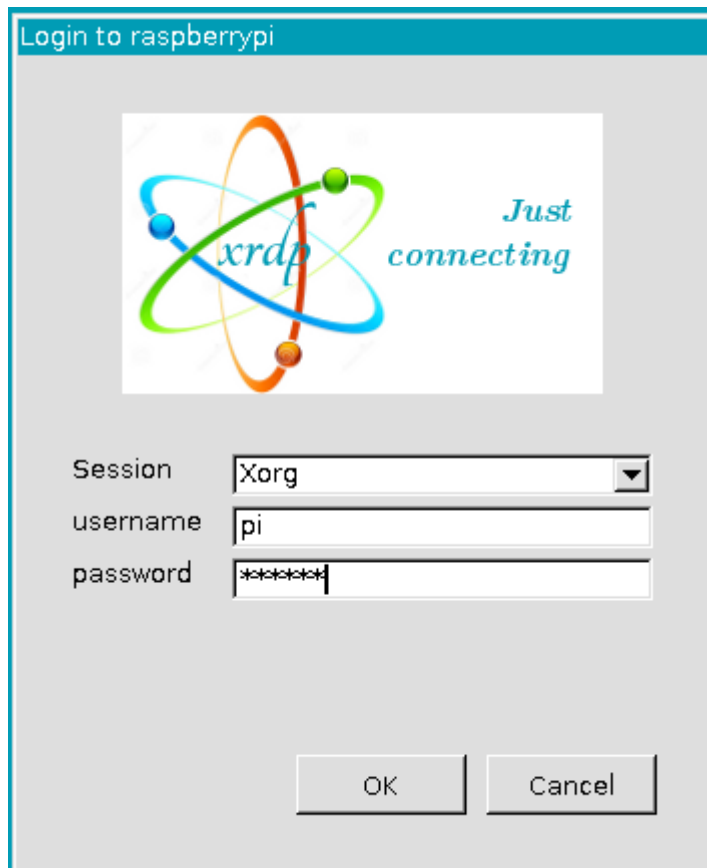 Login to raspberrypi
xrdp
Just
connecting
Session
Xorg
username
pi
password
******
OK
Cancel